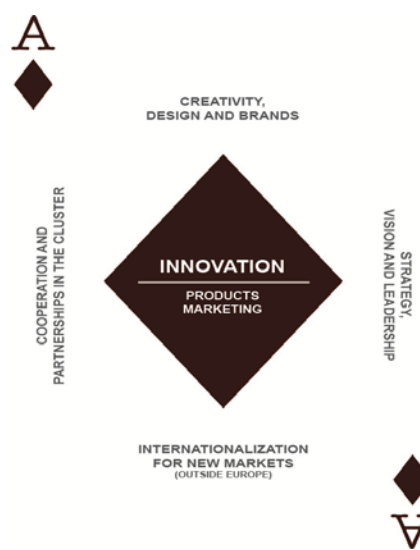 A
CREATIVITY,
DESIGN AND BRANDS
COOPERATION AND
PARTNERSHIPS IN THE CLUSTER
INNOVATION
PRODUCTS
MARKETING
STRATEGY,
VISION AND LEADERSHIP
INTERNATIONALIZATION
FOR NEW MARKETS
(OUTSIDE EUROPE)
A